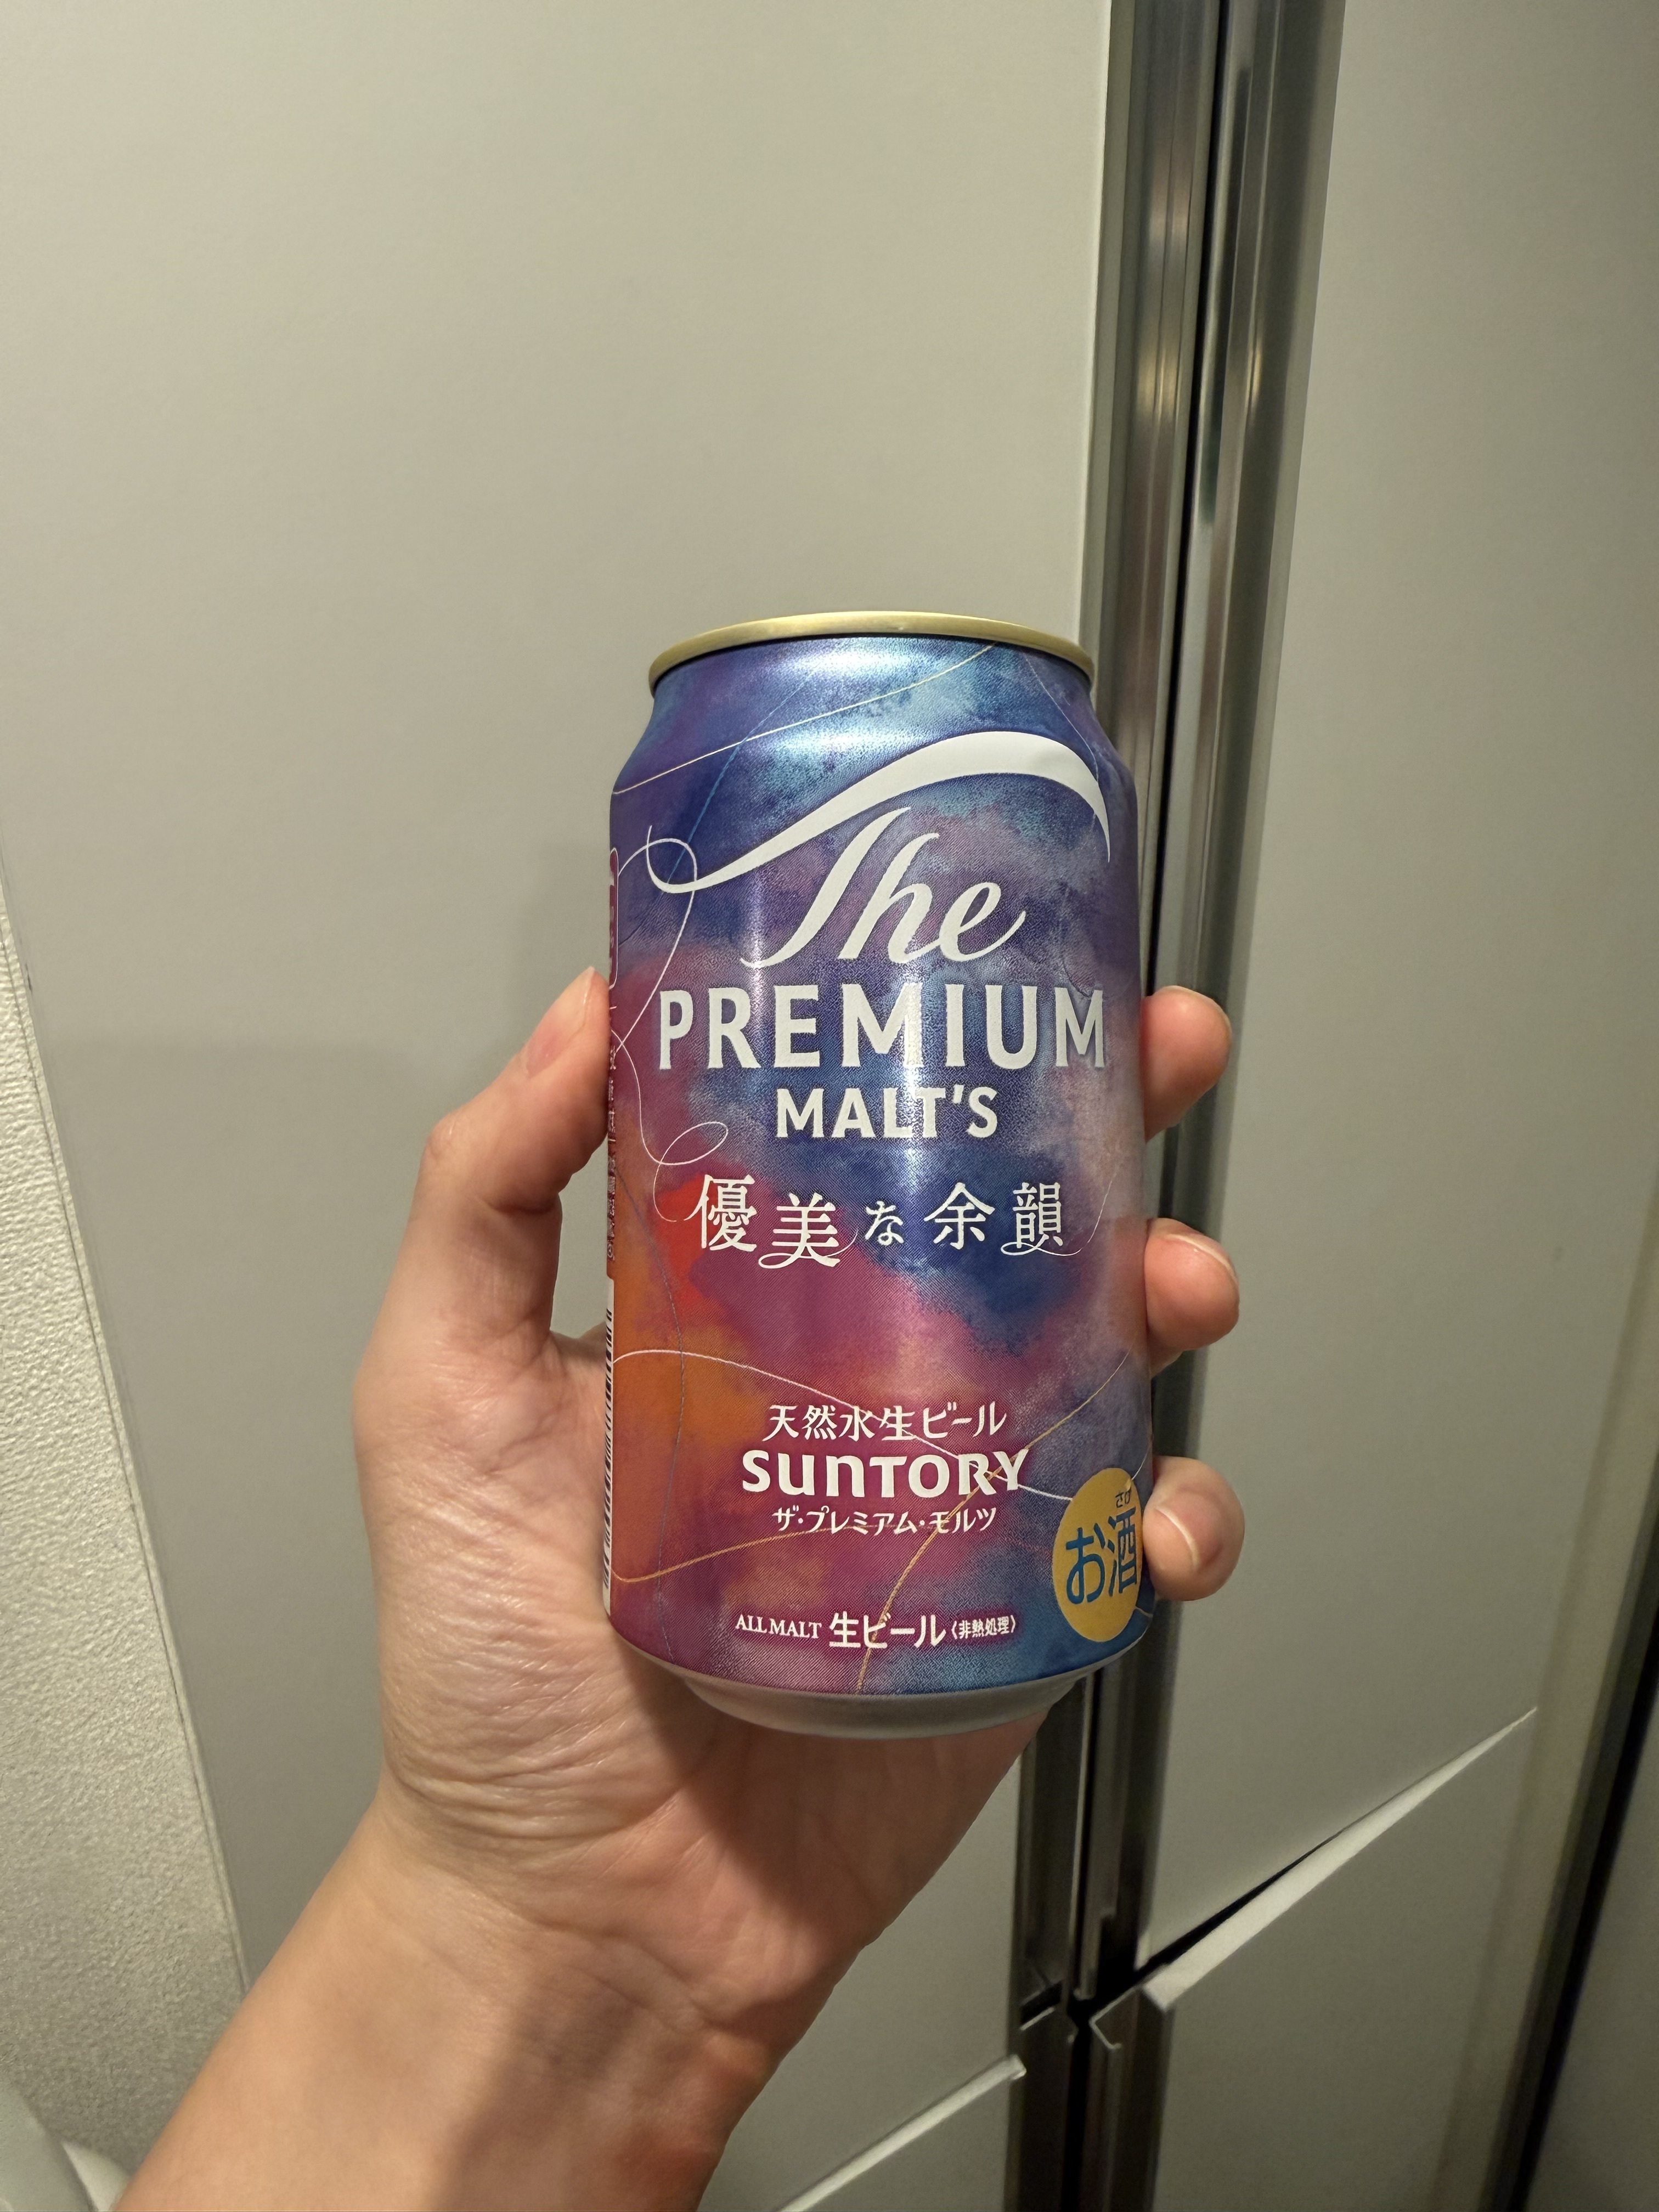 The
PREMIUM
MALT'S
優美な余韻
天然水生ビール
SUNTORY
ザ・プレミアム・モルツ
さけ
お酒
ALL MALT 生ビール〈非熱処理〉